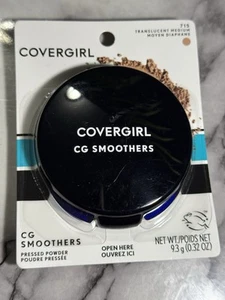 715
TRANSLUCENT MEDIUM
MOYEN DIAPHANE
COVERGIRL
COVERGIRL
CG SMOOTHERS
CG
SMOOTHERS
PRESSED POWDER
POUDRE PRESSÉE
OPEN HERE
OUVREZ ICI
NET WT/POIDS NET
9.3 g (0.32 OZ)